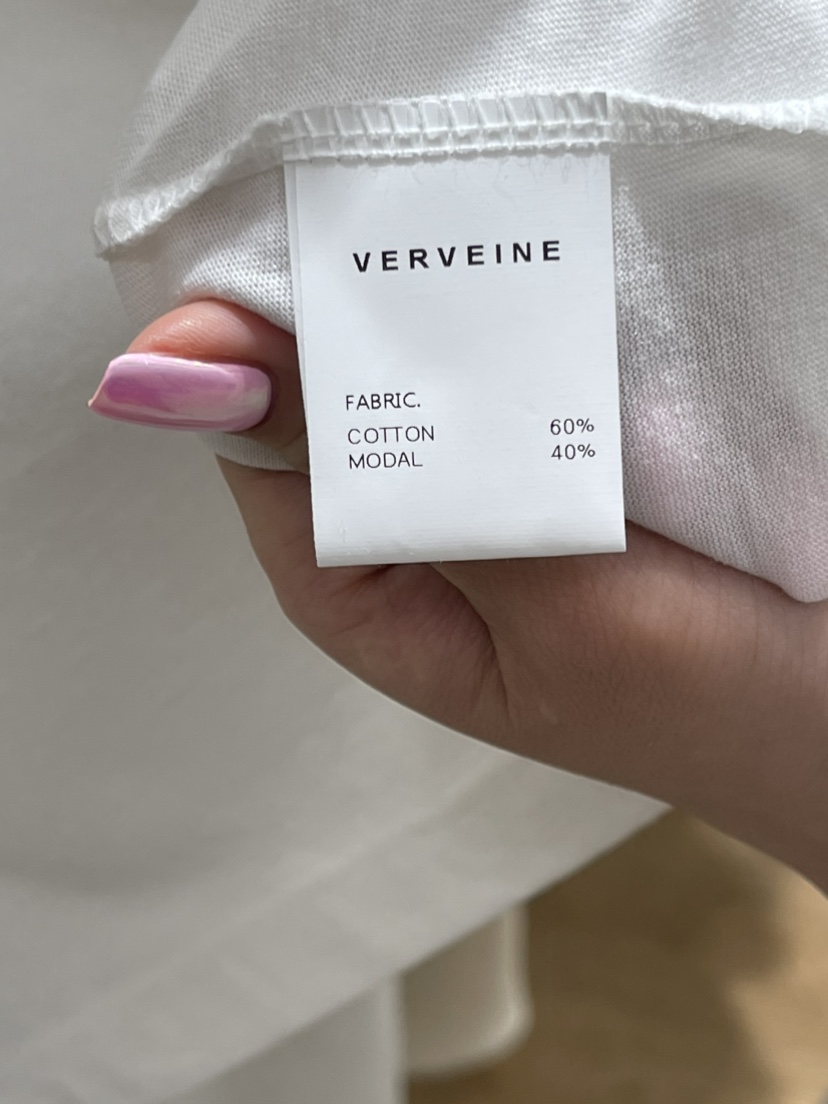 VERVEINE
FABRIC.
COTTON 60%
MODAL 40%